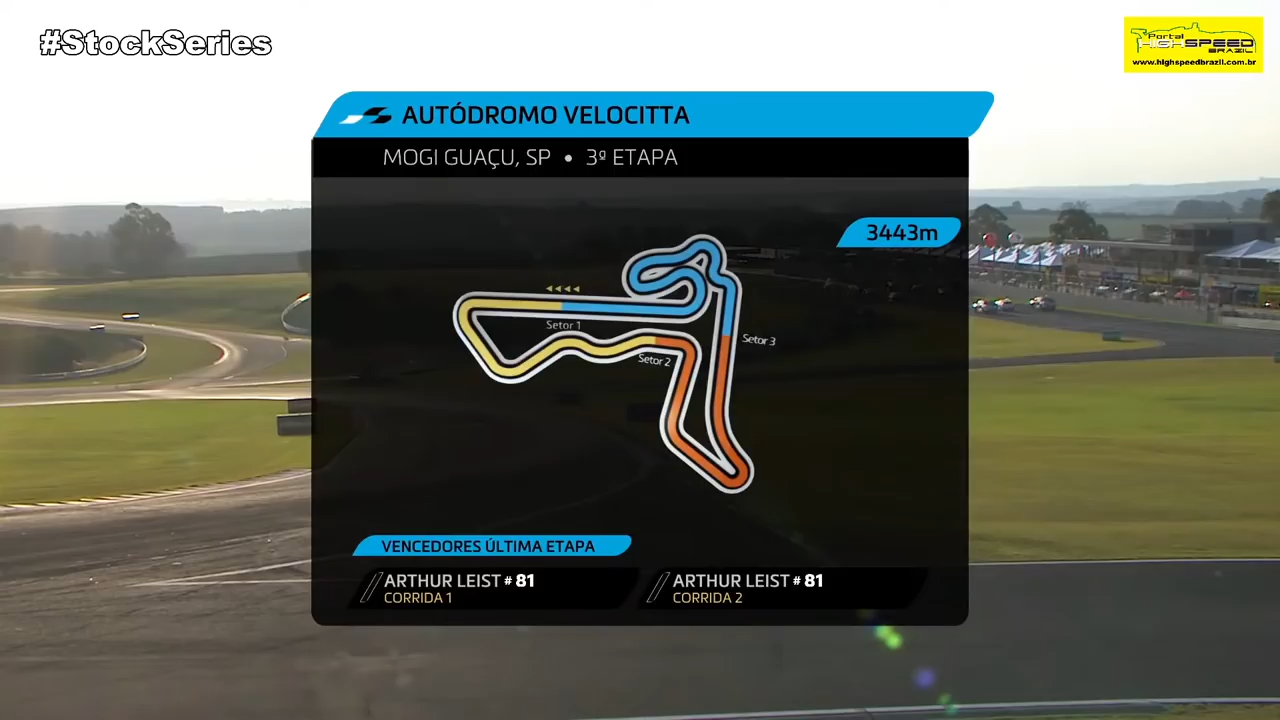 #StockSeries
Portal
HIGHSPEED
BRAZIL
www.highspeedbrazil.com.br
AUTÓDROMO VELOCITTA
MOGI GUAÇU, SP • 3ª ETAPA
3443m
Setor 1
Setor 2
Setor 3
VENCEDORES ÚLTIMA ETAPA
ARTHUR LEIST # 81
CORRIDA 1
ARTHUR LEIST # 81
CORRIDA 2